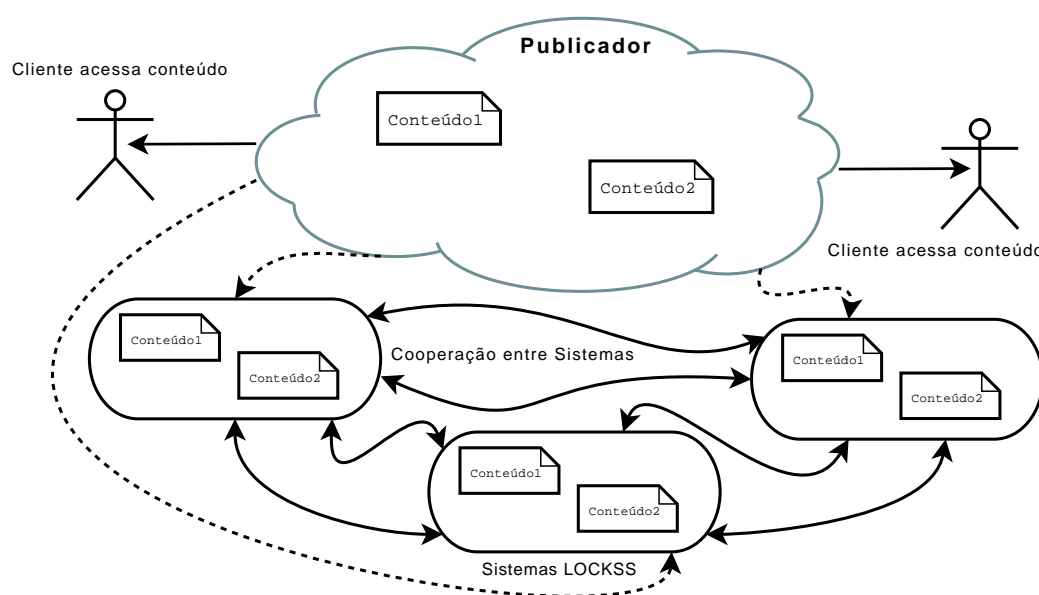 Publicador
Cliente acessa conteúdo
Conteúdo1
Conteúdo2
Cliente acessa conteúdo
Conteúdo1
Conteúdo2
Cooperação entre Sistemas
Conteúdo1
Conteúdo2
Conteúdo1
Conteúdo2
Sistemas LOCKSS